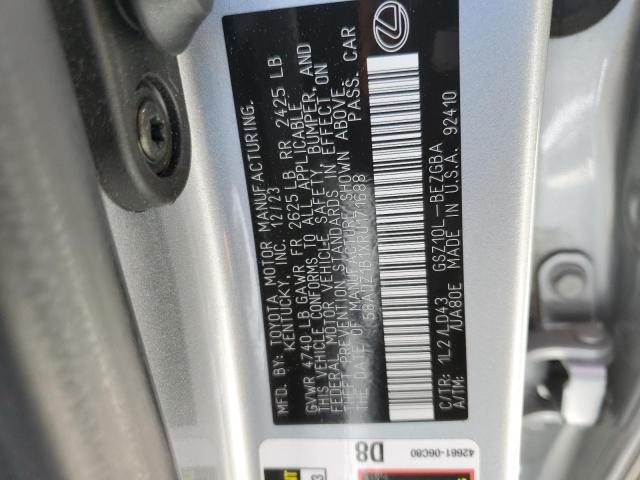 MFD. BY: TOYOTA MOTOR MANUFACTURING.
KENTUCKY, INC. 12/23
GVWR 4740 LB GAWR FR 2625 LB RR 2425 LB
THIS VEHICLE CONFORMS TO ALL APPLICABLE
FEDERAL MOTOR VEHICLE SAFETY, BUMPER, AND
THEFT PREVENTION STANDARDS IN EFFECT ON
THE DATE OF MANUFACTURE SHOWN ABOVE.
58ADZ1B1XRU171688 PASS. CAR
C/TR: 1L2/LD43 GSZ10L-BEZGBA
A/TM: /UA80E MADE IN U.S.A. 92410
42661-06C80
D8